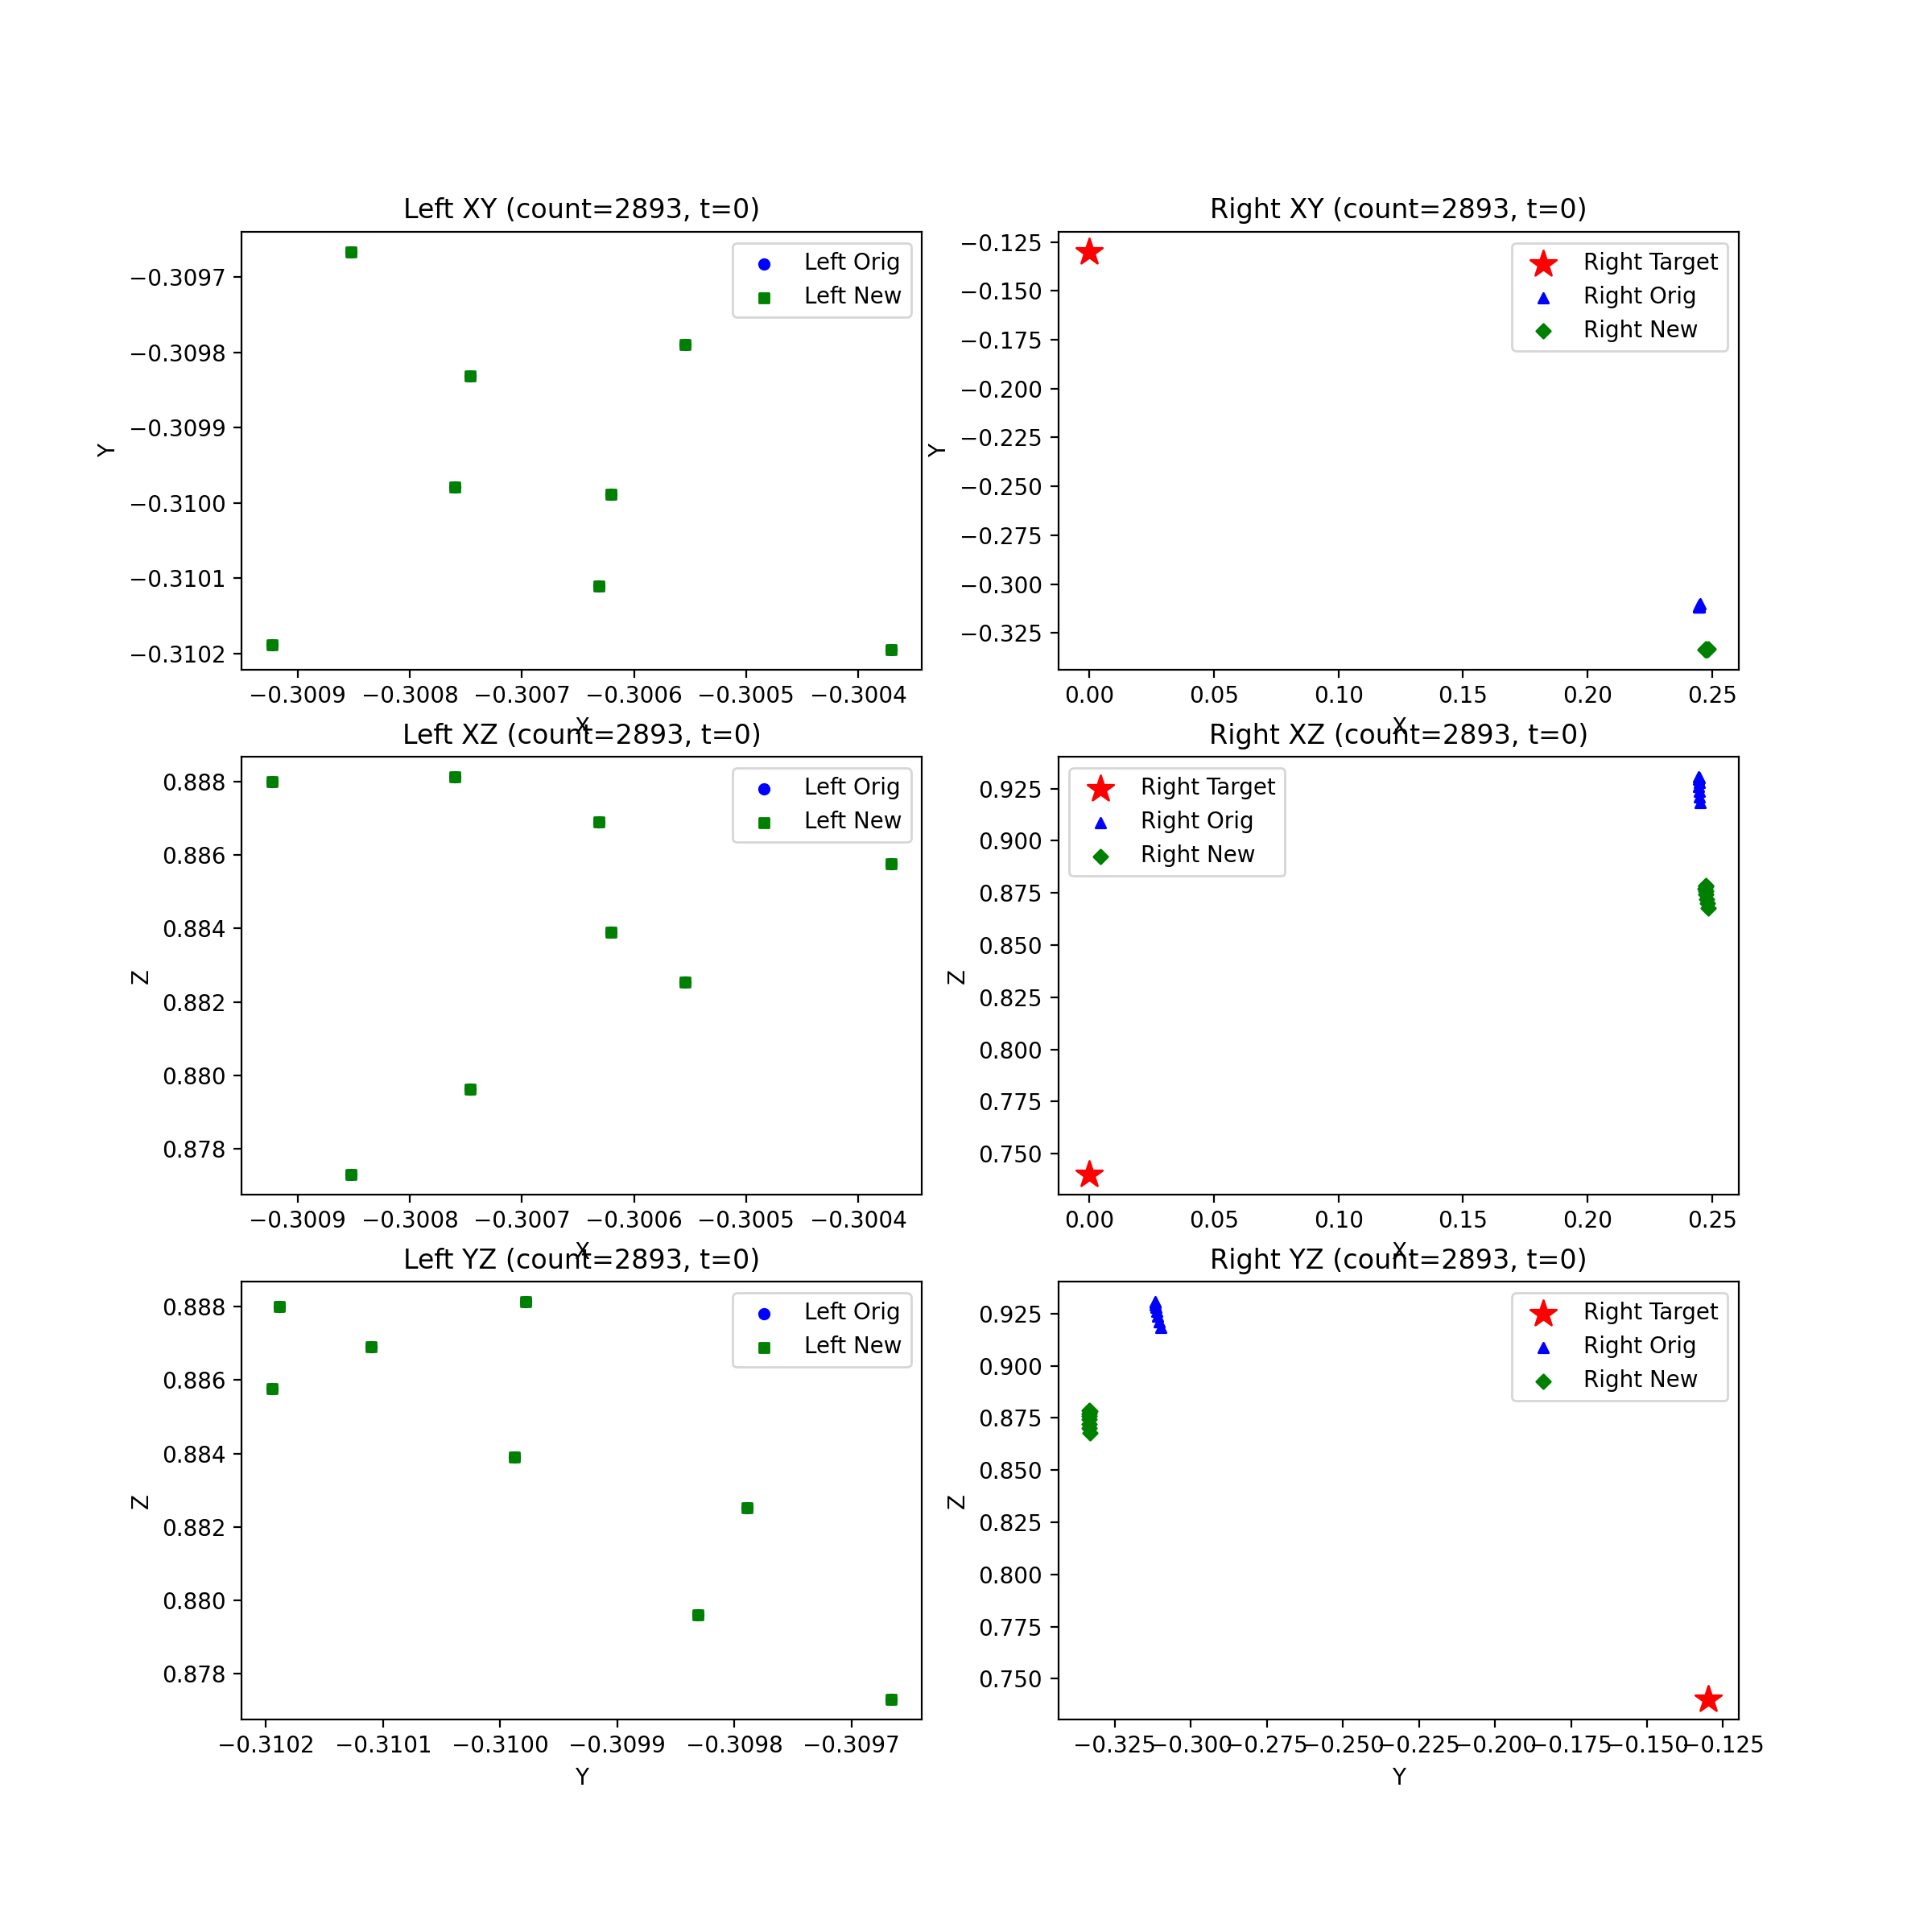 Left XY (count=2893, t=0)
Left Orig
Left New
−0.3097
−0.3098
−0.3099
−0.3100
−0.3101
−0.3102
Y
−0.3009 −0.3008 −0.3007 −0.3006 −0.3005 −0.3004
X
Right XY (count=2893, t=0)
Right Target
Right Orig
Right New
−0.125
−0.150
−0.175
−0.200
−0.225
−0.250
−0.275
−0.300
−0.325
Y
0.00 0.05 0.10 0.15 0.20 0.25
X
Left XZ (count=2893, t=0)
Left Orig
Left New
0.888
0.886
0.884
0.882
0.880
0.878
Z
−0.3009 −0.3008 −0.3007 −0.3006 −0.3005 −0.3004
X
Right XZ (count=2893, t=0)
Right Target
Right Orig
Right New
0.925
0.900
0.875
0.850
0.825
0.800
0.775
0.750
Z
0.00 0.05 0.10 0.15 0.20 0.25
X
Left YZ (count=2893, t=0)
Left Orig
Left New
0.888
0.886
0.884
0.882
0.880
0.878
Z
−0.3102 −0.3101 −0.3100 −0.3099 −0.3098 −0.3097
Y
Right YZ (count=2893, t=0)
Right Target
Right Orig
Right New
0.925
0.900
0.875
0.850
0.825
0.800
0.775
0.750
Z
−0.325 −0.300 −0.275 −0.250 −0.225 −0.200 −0.175 −0.150 −0.125
Y